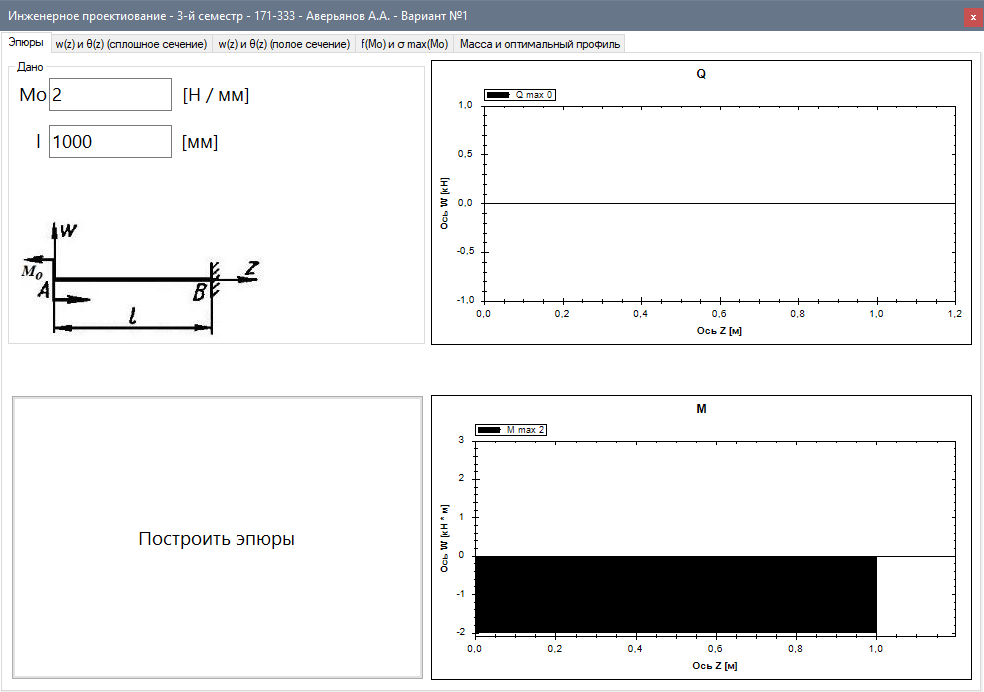 Инженерное проектиование - 3-й семестр - 171-333 - Аверьянов А.А. - Вариант №1
x
Эпюры
w(z) и θ(z) (сплошное сечение)
w(z) и θ(z) (полое сечение)
f(Mo) и σ max(Mo)
Масса и оптимальный профиль
Дано
Mo 2 [Н / мм]
l 1000 [мм]
W
M₀
Z
A
B
l
Построить эпюры
Q
Q max 0
1,0
0,5
0,0
-0,5
-1,0
Ось W [кН]
0,0 0,2 0,4 0,6 0,8 1,0 1,2
Ось Z [м]
M
M max 2
3
2
1
0
-1
-2
Ось W [кН * м]
0,0 0,2 0,4 0,6 0,8 1,0
Ось Z [м]